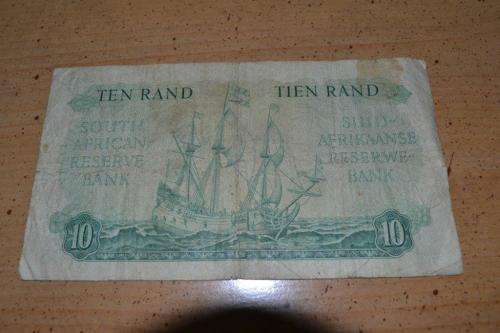 TEN RAND
TIEN RAND
SOUTH
AFRICAN
RESERVE
BANK
SUID-
AFRIKAANSE
RESERWE-
BANK
10
10